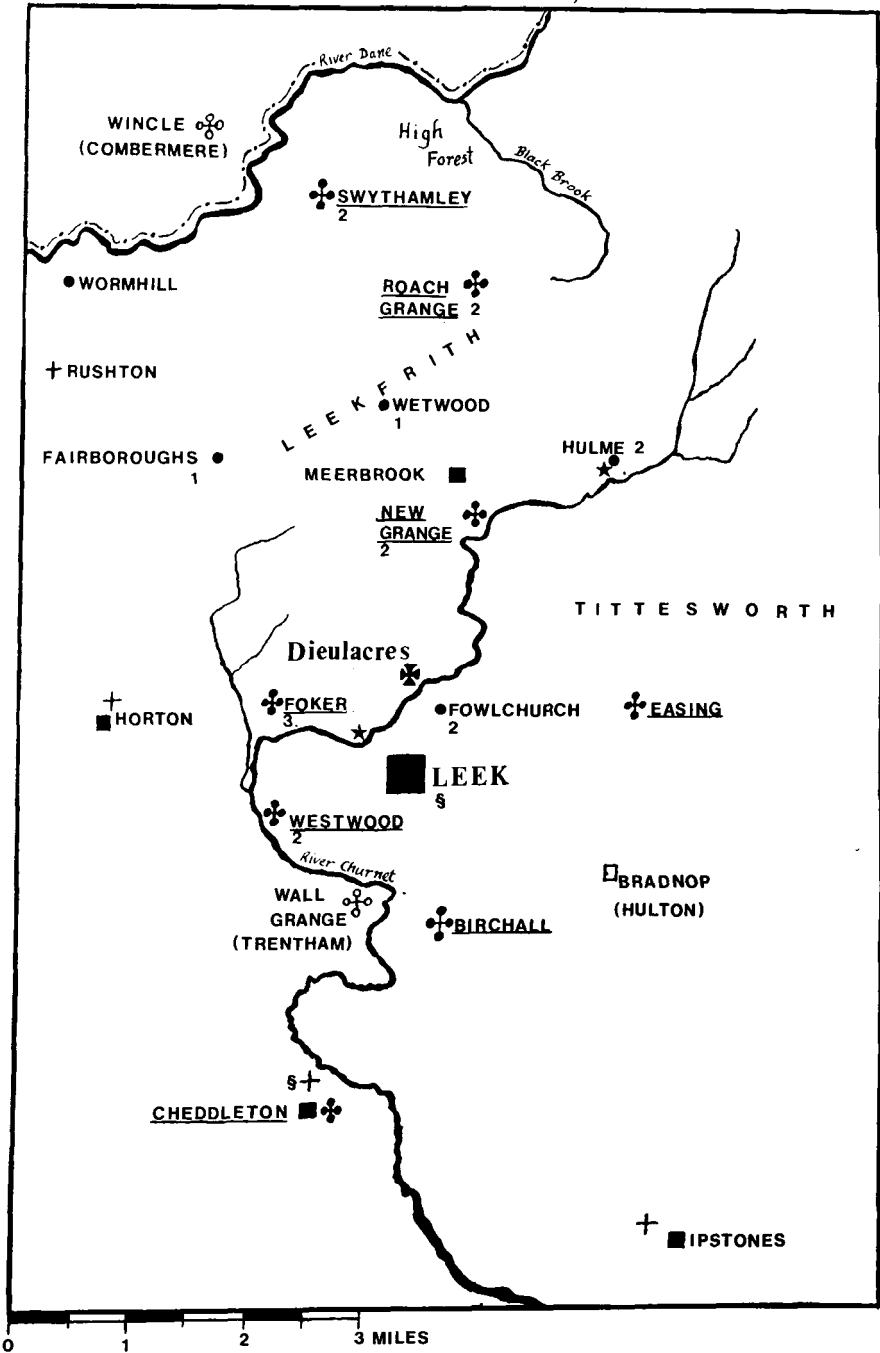 River Dane
WINCLE
(COMBERMERE)
High
Forest
Black Brook
SWYTHAMLEY
2
WORMHILL
ROACH
GRANGE 2
RUSHTON
LEEKFRITH
WETWOOD
1
FAIRBOROUGHS
1
HULME 2
MEERBROOK
NEW
GRANGE
2
TITTESWORTH
Dieulacres
FOKER
3.
HORTON
FOWLCHURCH
2
EASING
LEEK
§
WESTWOOD
2
River Churnet
WALL
GRANGE
(TRENTHAM)
BRADNOP
(HULTON)
BIRCHALL
§
CHEDDLETON
IPSTONES
0 1 2 3 MILES